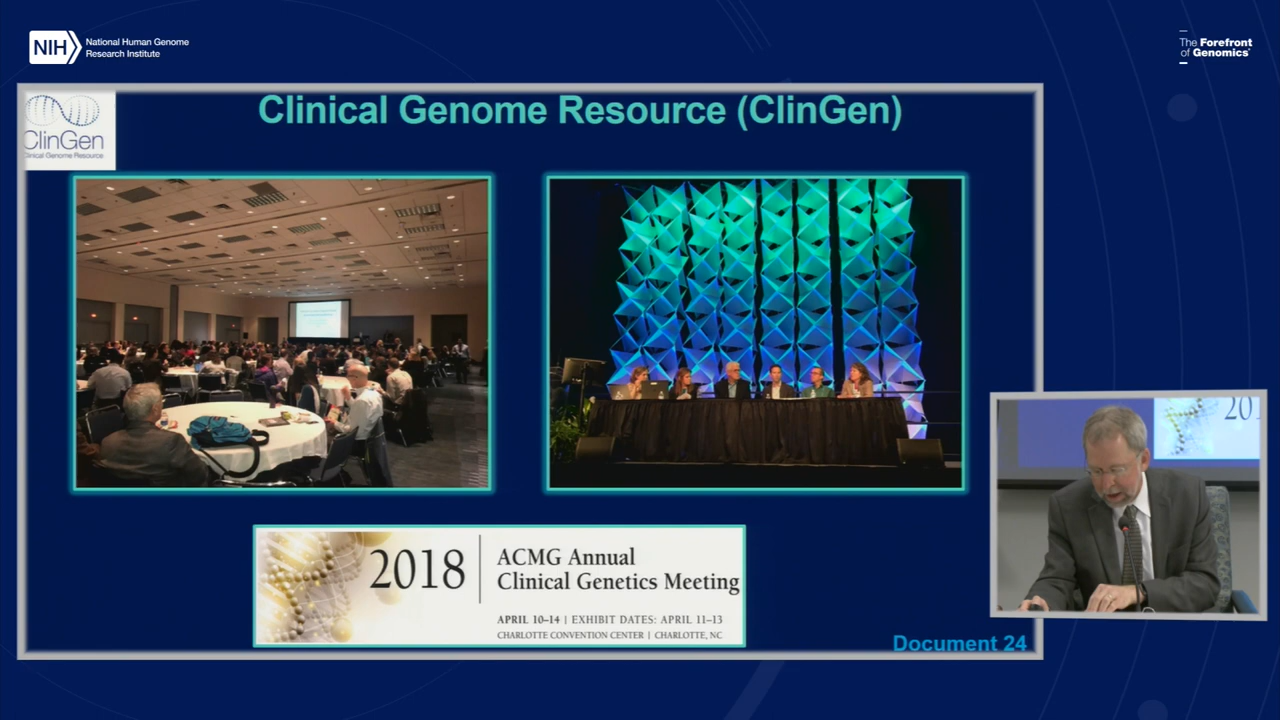 NIH
National Human Genome
Research Institute
The Forefront
of Genomics
ClinGen
Clinical Genome Resource
Clinical Genome Resource (ClinGen)
2018
ACMG Annual
Clinical Genetics Meeting
APRIL 10–14 | EXHIBIT DATES: APRIL 11–13
CHARLOTTE CONVENTION CENTER | CHARLOTTE, NC
Document 24
201